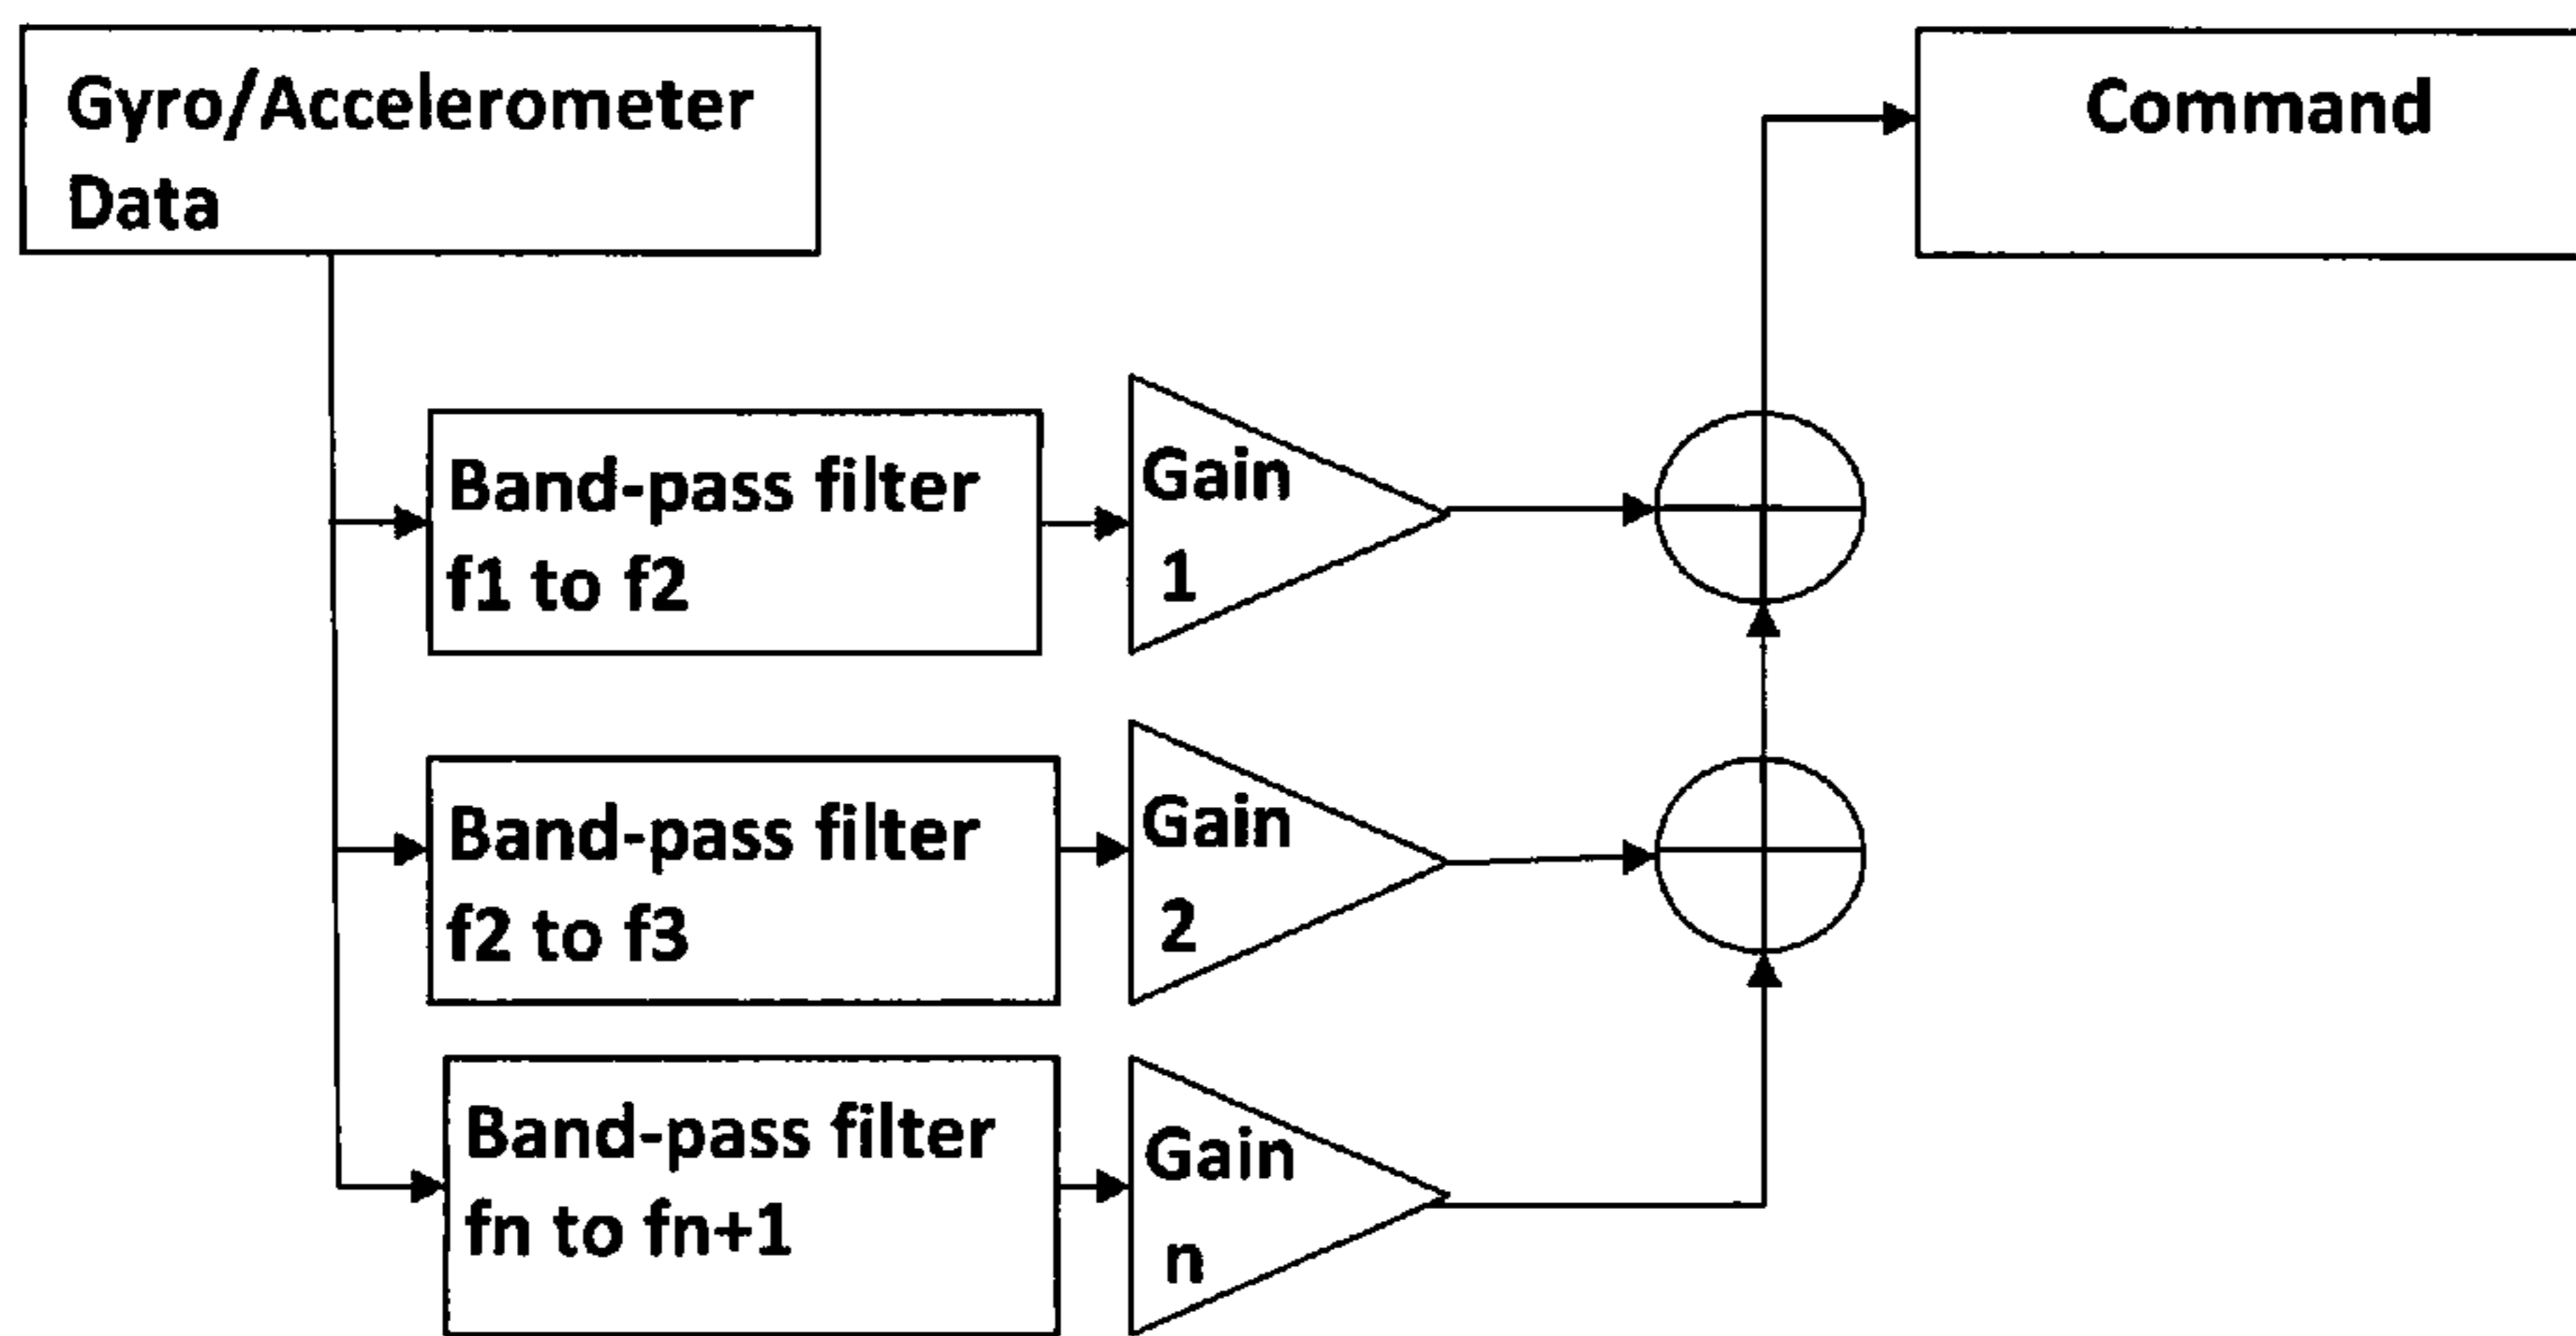 Gyro/Accelerometer
Data
Command
Band-pass filter
f1 to f2
Gain
1
Band-pass filter
f2 to f3
Gain
2
Band-pass filter
fn to fn+1
Gain
n